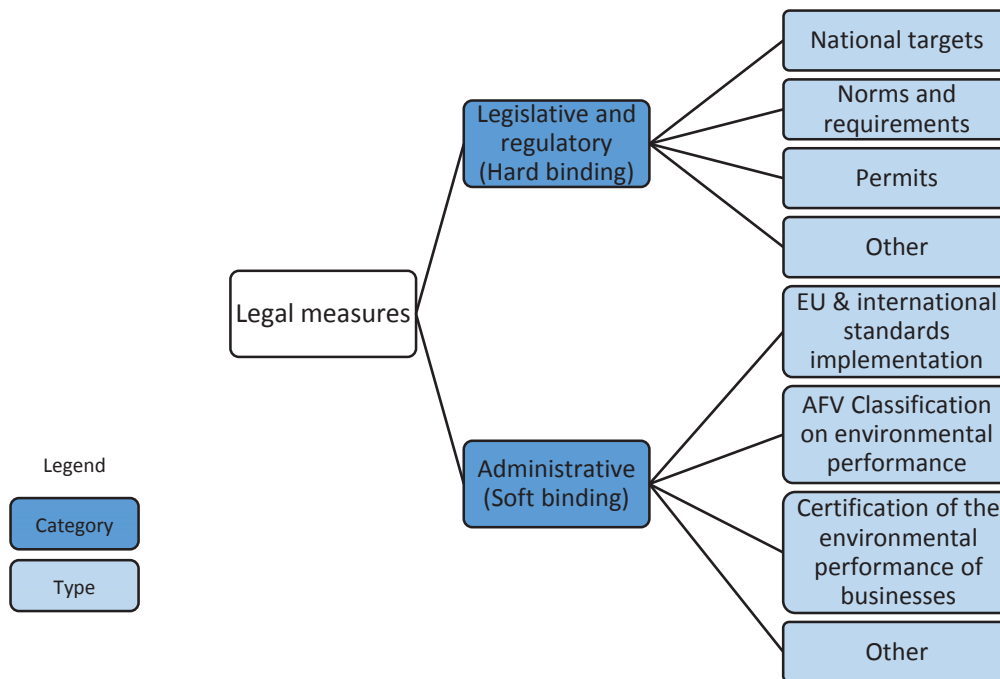 National targets
Legislative and
regulatory
(Hard binding)
Norms and
requirements
Permits
Other
Legal measures
EU & international
standards
implementation
AFV Classification
on environmental
performance
Administrative
(Soft binding)
Certification of the
environmental
performance of
businesses
Other
Legend
Category
Type